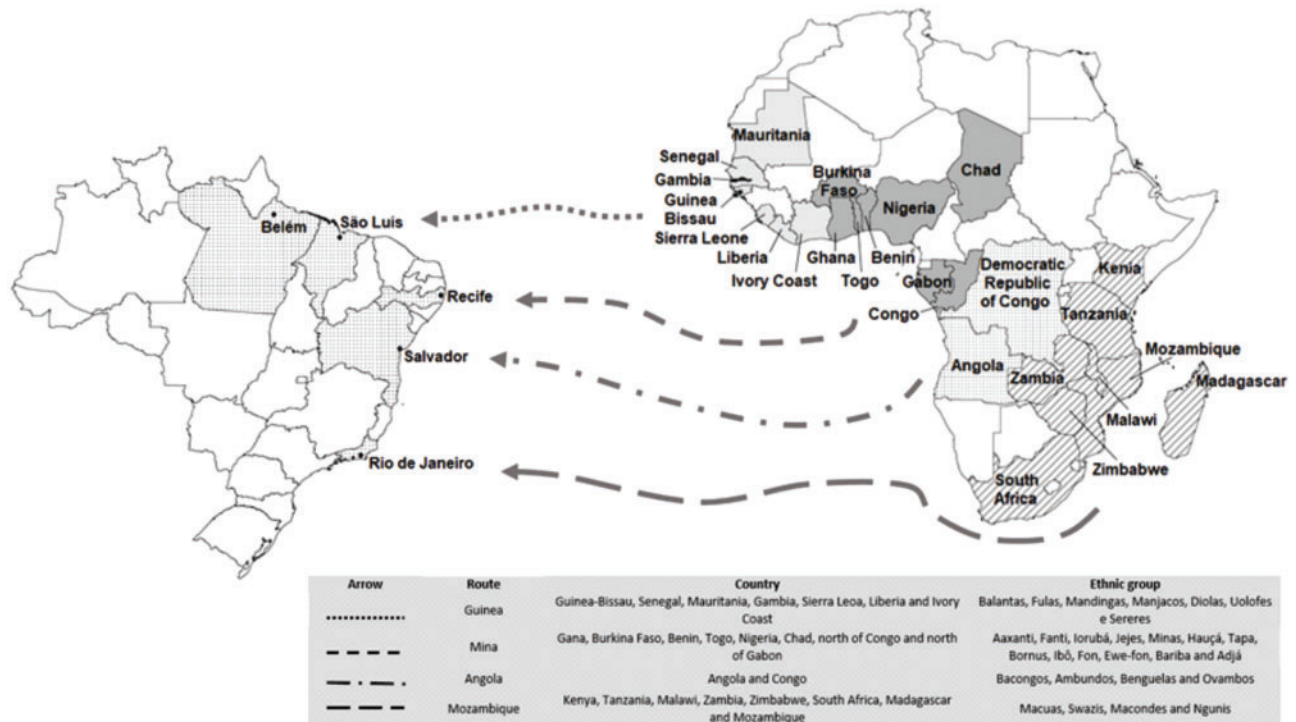 Mauritania
Senegal
Gambia
Guinea
Bissau
Sierra Leone
Liberia
Ivory Coast
Burkina
Faso
Ghana
Togo
Benin
Nigeria
Chad
Gabon
Congo
Democratic
Republic
of Congo
Kenia
Tanzania
Angola
Zambia
Mozambique
Madagascar
Malawi
Zimbabwe
South
Africa
Belém
São Luis
Recife
Salvador
Rio de Janeiro
Arrow Route Country Ethnic group
Guinea Guinea-Bissau, Senegal, Mauritania, Gambia, Sierra Leoa, Liberia and Ivory Balantas, Fulas, Mandingas, Manjacos, Diolas, Uolofes
Coast e Sereres
Mina Gana, Burkina Faso, Benin, Togo, Nigeria, Chad, north of Congo and north Aaxanti, Fanti, Iorubá, Jejes, Minas, Hauçá, Tapa,
of Gabon Bornus, Ibô, Fon, Ewe-fon, Bariba and Adjá
Angola Angola and Congo Bacongos, Ambundos, Benguelas and Ovambos
Mozambique Kenya, Tanzania, Malawi, Zambia, Zimbabwe, South Africa, Madagascar Macuas, Swazis, Macondes and Ngunis
and Mozambique